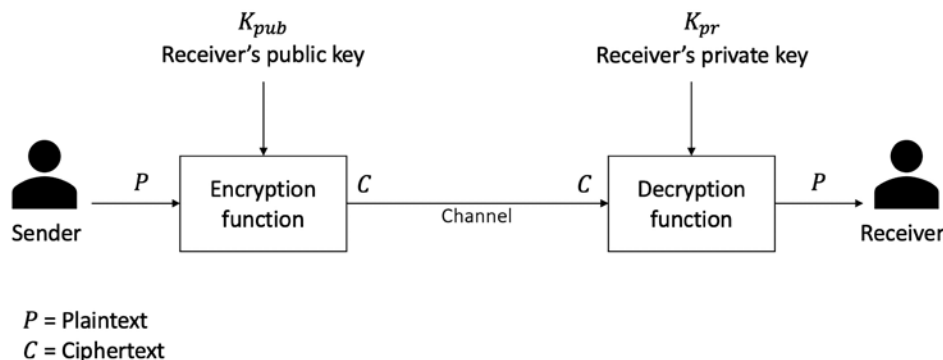 K_pub
Receiver's public key
K_pr
Receiver's private key
P
Encryption
function
C
Channel
C
Decryption
function
P
Sender
Receiver
P = Plaintext
C = Ciphertext